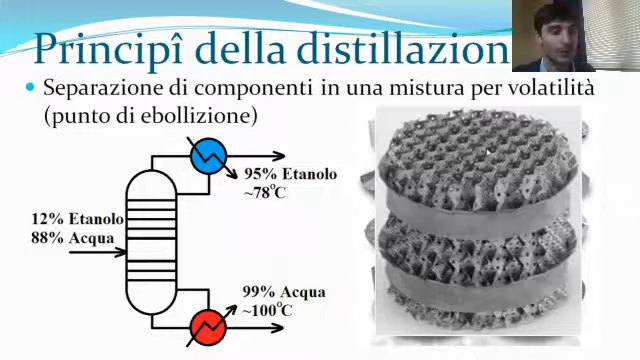 Principî della distillazion
Separazione di componenti in una mistura per volatilità
(punto di ebollizione)
95% Etanolo
~78°C
12% Etanolo
88% Acqua
99% Acqua
~100°C